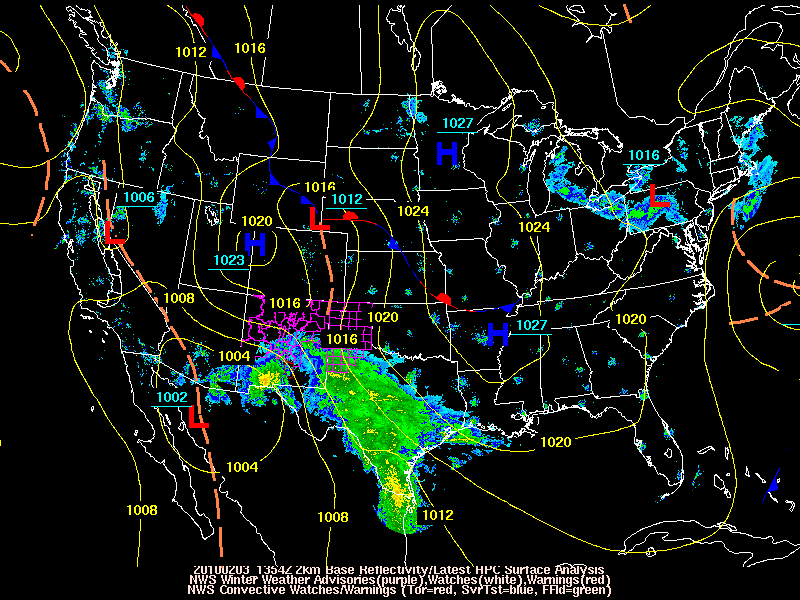 1012
1016
1027
H
1016
1006
1016
1012
L
L
1024
L
1020
H
1024
1023
1008
1016
1020
1020
1027
H
1016
1004
1002
L
1020
1004
1008
1008
1012
20100203 1354Z 2km Base Reflectivity/Latest HPC Surface Analysis
NWS Winter Weather Advisories(purple),Watches(white),Warnings(red)
NWS Convective Watches/Warnings (Tor=red, SvrTst=blue, FFld=green)